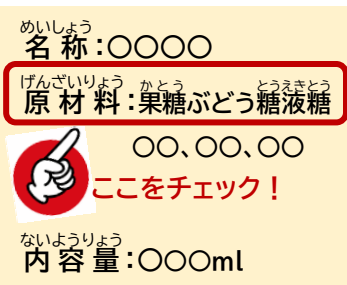 めいしょう
名称:〇〇〇〇
げんざいりょう かとう とうえきとう
原材料:果糖ぶどう糖液糖
〇〇、〇〇、〇〇
ここをチェック！
ないようりょう
内容量:〇〇〇ml